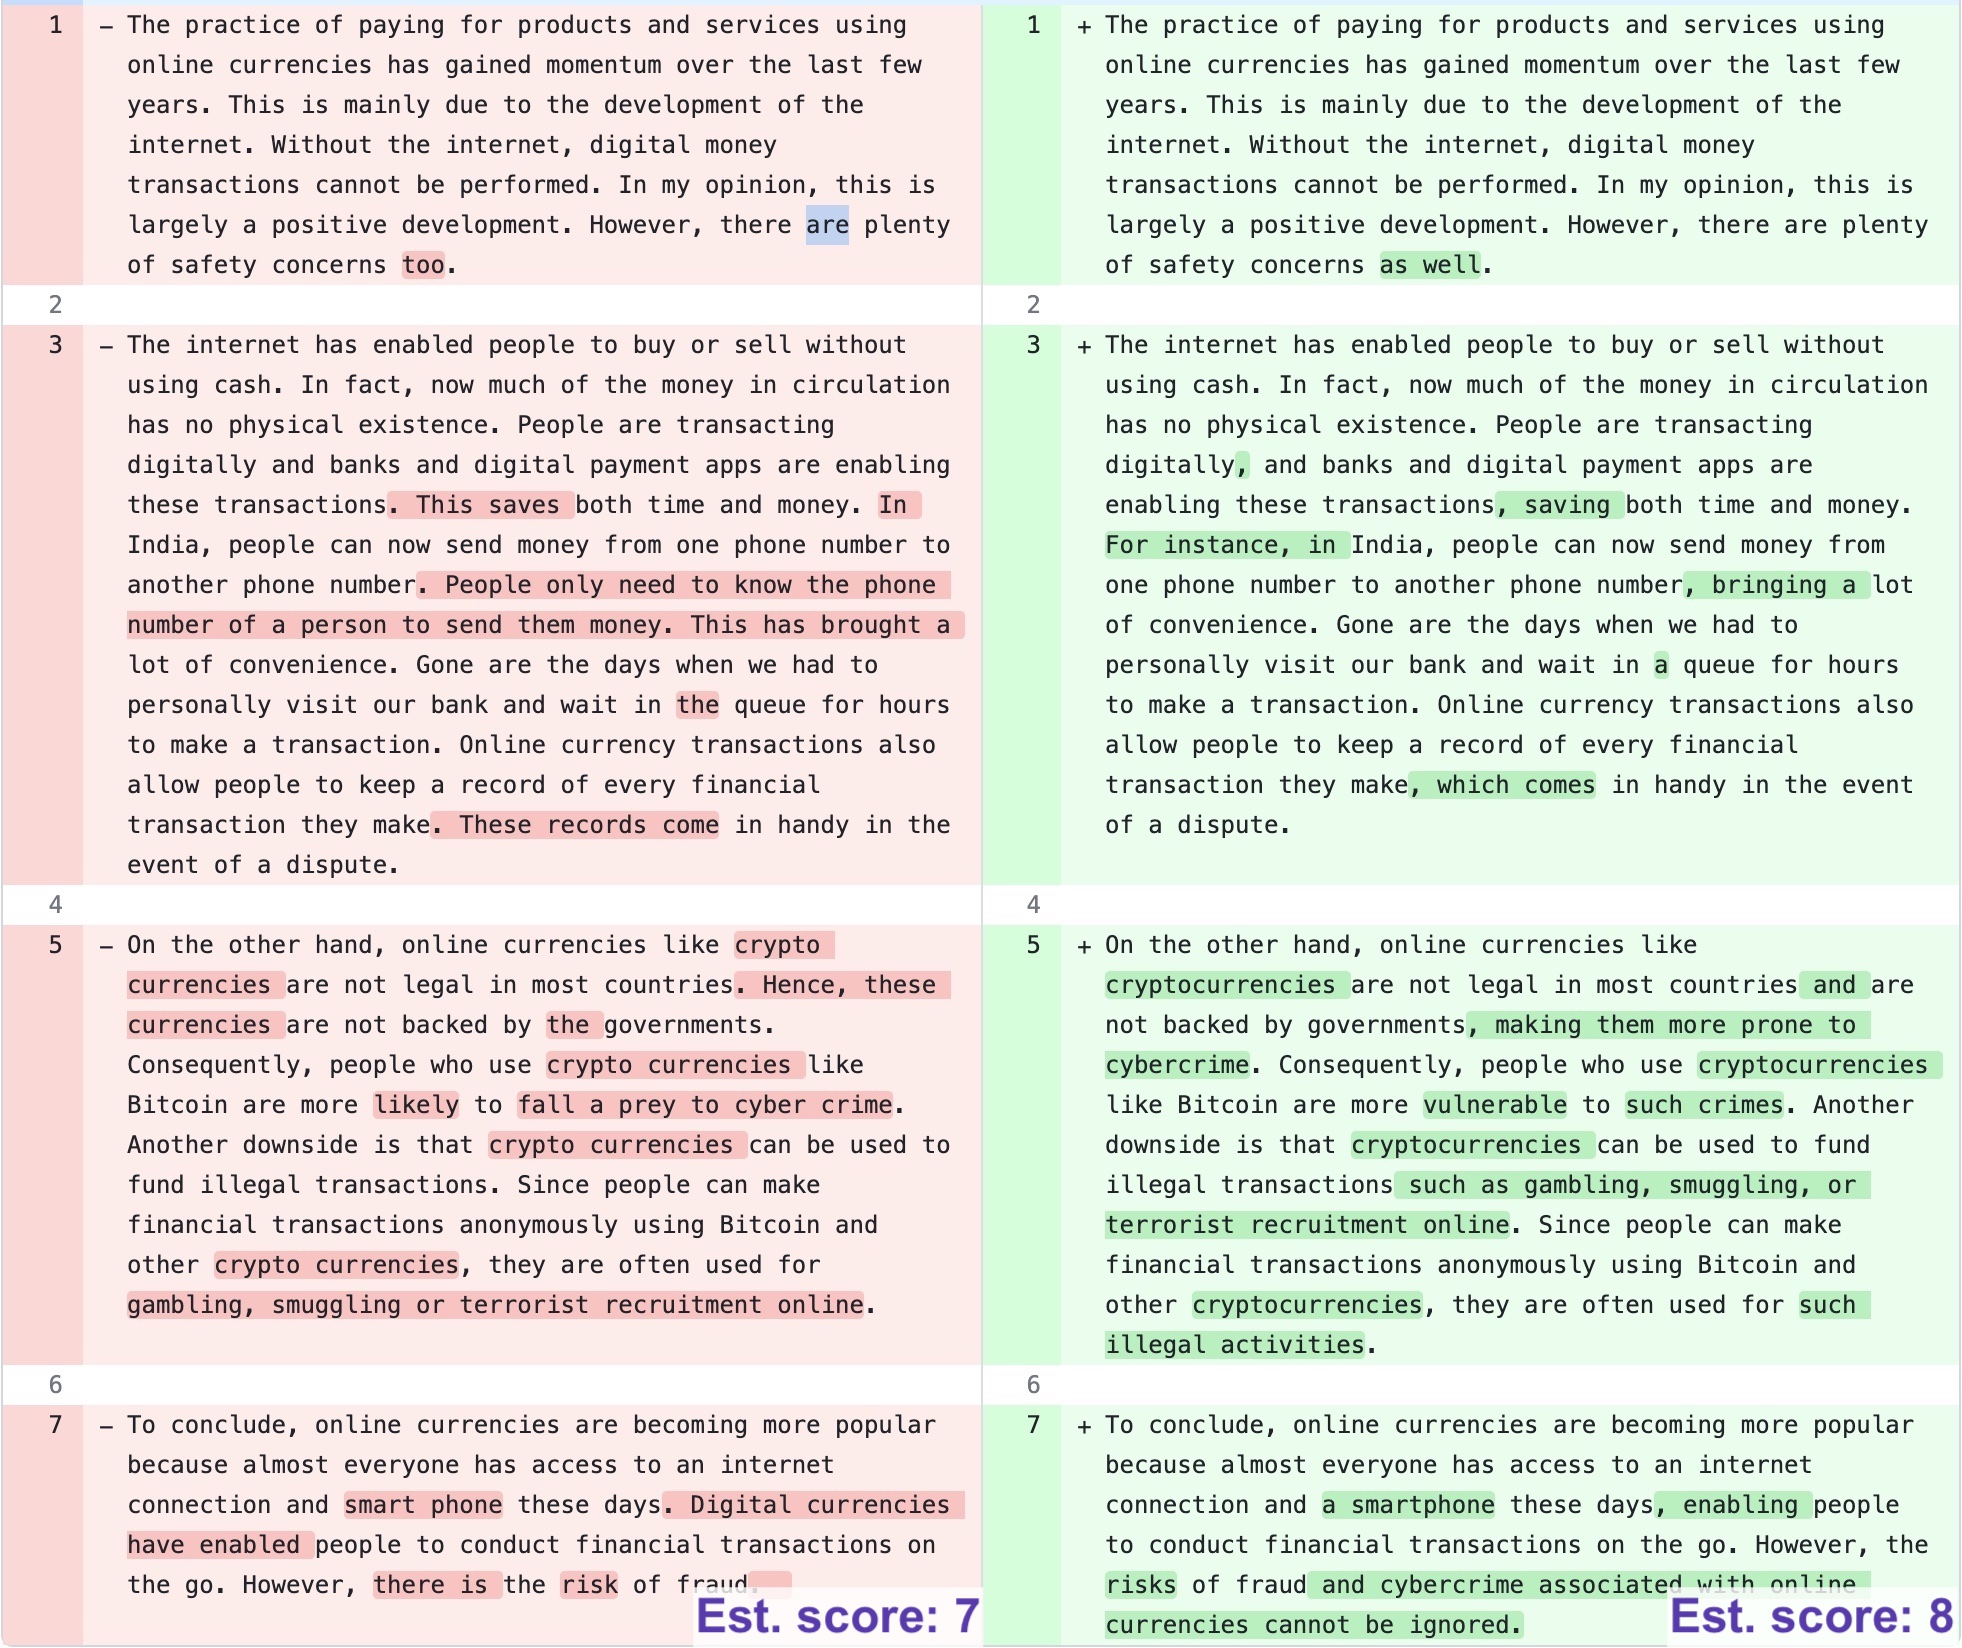 1 – The practice of paying for products and services using
online currencies has gained momentum over the last few
years. This is mainly due to the development of the
internet. Without the internet, digital money
transactions cannot be performed. In my opinion, this is
largely a positive development. However, there are plenty
of safety concerns too.
2
3 – The internet has enabled people to buy or sell without
using cash. In fact, now much of the money in circulation
has no physical existence. People are transacting
digitally and banks and digital payment apps are enabling
these transactions. This saves both time and money. In
India, people can now send money from one phone number to
another phone number. People only need to know the phone
number of a person to send them money. This has brought a
lot of convenience. Gone are the days when we had to
personally visit our bank and wait in the queue for hours
to make a transaction. Online currency transactions also
allow people to keep a record of every financial
transaction they make. These records come in handy in the
event of a dispute.
4
5 – On the other hand, online currencies like crypto
currencies are not legal in most countries. Hence, these
currencies are not backed by the governments.
Consequently, people who use crypto currencies like
Bitcoin are more likely to fall a prey to cyber crime.
Another downside is that crypto currencies can be used to
fund illegal transactions. Since people can make
financial transactions anonymously using Bitcoin and
other crypto currencies, they are often used for
gambling, smuggling or terrorist recruitment online.
6
7 – To conclude, online currencies are becoming more popular
because almost everyone has access to an internet
connection and smart phone these days. Digital currencies
have enabled people to conduct financial transactions on
the go. However, there is the risk of fraud.
Est. score: 7
1 + The practice of paying for products and services using
online currencies has gained momentum over the last few
years. This is mainly due to the development of the
internet. Without the internet, digital money
transactions cannot be performed. In my opinion, this is
largely a positive development. However, there are plenty
of safety concerns as well.
2
3 + The internet has enabled people to buy or sell without
using cash. In fact, now much of the money in circulation
has no physical existence. People are transacting
digitally, and banks and digital payment apps are
enabling these transactions, saving both time and money.
For instance, in India, people can now send money from
one phone number to another phone number, bringing a lot
of convenience. Gone are the days when we had to
personally visit our bank and wait in a queue for hours
to make a transaction. Online currency transactions also
allow people to keep a record of every financial
transaction they make, which comes in handy in the event
of a dispute.
4
5 + On the other hand, online currencies like
cryptocurrencies are not legal in most countries and are
not backed by governments, making them more prone to
cybercrime. Consequently, people who use cryptocurrencies
like Bitcoin are more vulnerable to such crimes. Another
downside is that cryptocurrencies can be used to fund
illegal transactions such as gambling, smuggling, or
terrorist recruitment online. Since people can make
financial transactions anonymously using Bitcoin and
other cryptocurrencies, they are often used for such
illegal activities.
6
7 + To conclude, online currencies are becoming more popular
because almost everyone has access to an internet
connection and a smartphone these days, enabling people
to conduct financial transactions on the go. However, the
risks of fraud and cybercrime associated with online
currencies cannot be ignored.
Est. score: 8